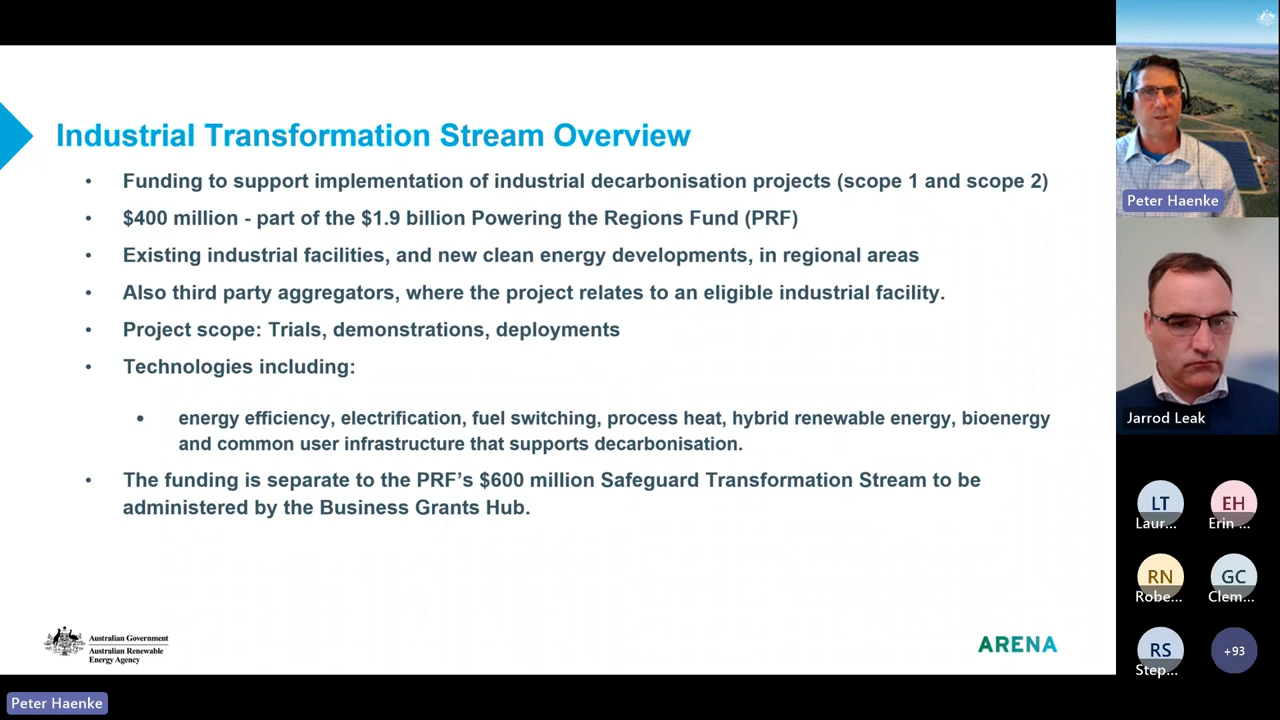 Industrial Transformation Stream Overview
• Funding to support implementation of industrial decarbonisation projects (scope 1 and scope 2)
• $400 million - part of the $1.9 billion Powering the Regions Fund (PRF)
• Existing industrial facilities, and new clean energy developments, in regional areas
• Also third party aggregators, where the project relates to an eligible industrial facility.
• Project scope: Trials, demonstrations, deployments
• Technologies including:
• energy efficiency, electrification, fuel switching, process heat, hybrid renewable energy, bioenergy
and common user infrastructure that supports decarbonisation.
• The funding is separate to the PRF’s $600 million Safeguard Transformation Stream to be
administered by the Business Grants Hub.
Australian Government
Australian Renewable
Energy Agency
ARENA
Peter Haenke
Peter Haenke
Jarrod Leak
LT
Laur...
EH
Erin ...
RN
Robe...
GC
Clem...
RS
Step...
+93